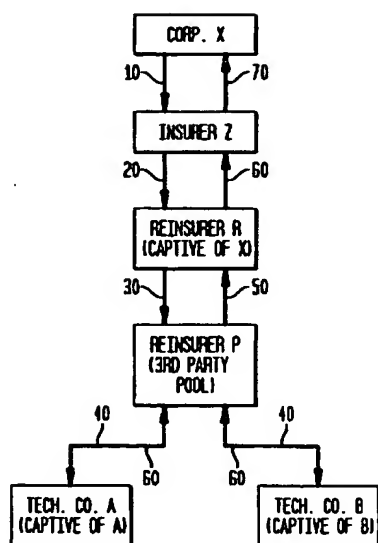 CORP. X
10
70
INSURER Z
20
60
REINSURER R
(CAPTIVE OF X)
30
50
REINSURER P
(3RD PARTY
POOL)
40
40
60
60
TECH. CO. A
(CAPTIVE OF A)
TECH. CO. B
(CAPTIVE OF B)